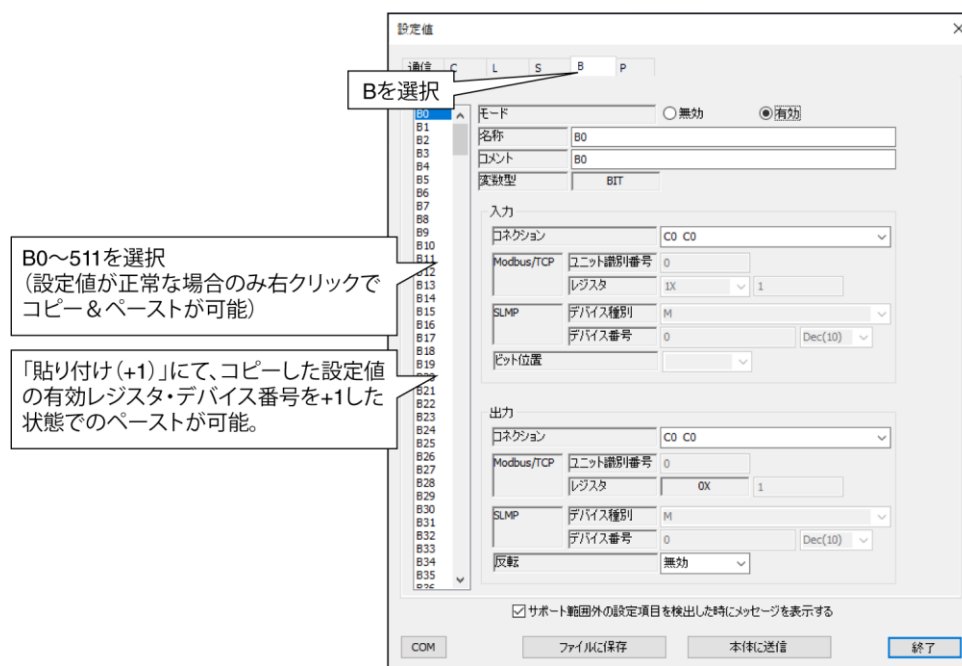 設定値
通信 C L S B P
Bを選択
B0
B1
B2
B3
B4
B5
B6
B7
B8
B9
B10
B11
B12
B13
B14
B15
B16
B17
B18
B19
B21
B22
B23
B24
B25
B26
B27
B28
B29
B30
B31
B32
B33
B34
B35
B36
B0~511を選択
(設定値が正常な場合のみ右クリックで
コピー&ペーストが可能)
「貼り付け(+1)」にて、コピーした設定値
の有効レジスタ・デバイス番号を+1した
状態でのペーストが可能。
モード 無効 有効
名称 B0
コメント B0
変数型 BIT
入力
コネクション C0 C0
Modbus/TCP ユニット識別番号 0
レジスタ 1X 1
SLMP デバイス種別 M
デバイス番号 0 Dec(10)
ビット位置
出力
コネクション C0 C0
Modbus/TCP ユニット識別番号 0
レジスタ 0X 1
SLMP デバイス種別 M
デバイス番号 0 Dec(10)
反転 無効
サポート範囲外の設定項目を検出した時にメッセージを表示する
COM ファイルに保存 本体に送信 終了